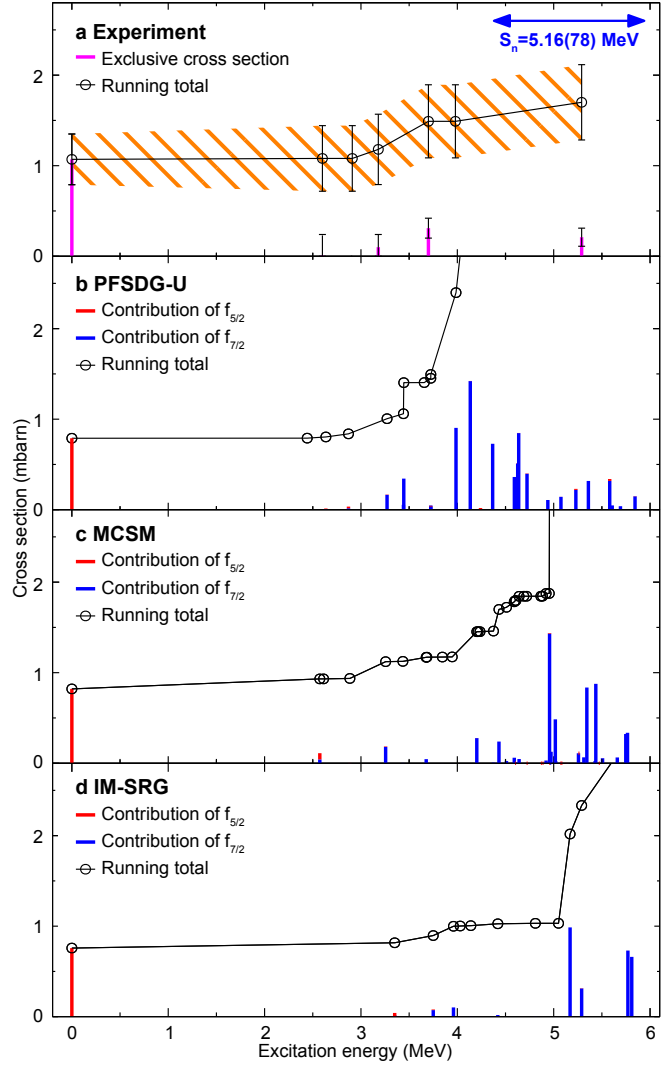 a Experiment
Exclusive cross section
Running total
S_n=5.16(78) MeV
2
1
0
b PFSDG-U
Contribution of f_5/2
Contribution of f_7/2
Running total
2
1
0
c MCSM
Contribution of f_5/2
Contribution of f_7/2
Running total
2
1
0
d IM-SRG
Contribution of f_5/2
Contribution of f_7/2
Running total
2
1
0
Cross section (mbarn)
0 1 2 3 4 5 6
Excitation energy (MeV)